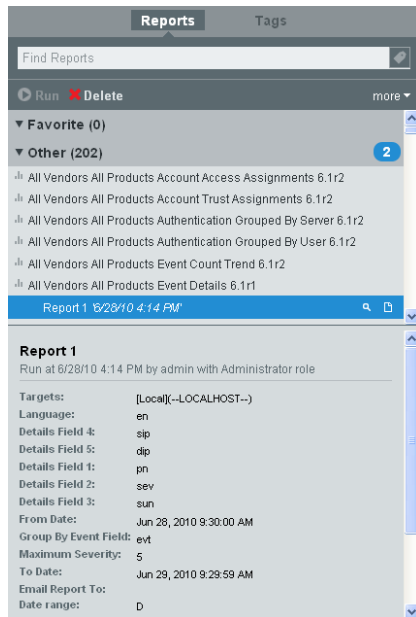 Reports Tags
Find Reports
Run Delete more
Favorite (0)
Other (202) 2
All Vendors All Products Account Access Assignments 6.1r2
All Vendors All Products Account Trust Assignments 6.1r2
All Vendors All Products Authentication Grouped By Server 6.1r2
All Vendors All Products Authentication Grouped By User 6.1r2
All Vendors All Products Event Count Trend 6.1r2
All Vendors All Products Event Details 6.1r1
Report 1 '6/28/10 4:14 PM'
Report 1
Run at 6/28/10 4:14 PM by admin with Administrator role
Targets: [Local](--LOCALHOST--)
Language: en
Details Field 4: sip
Details Field 5: dip
Details Field 1: pn
Details Field 2: sev
Details Field 3: sun
From Date: Jun 28, 2010 9:30:00 AM
Group By Event Field: evt
Maximum Severity: 5
To Date: Jun 29, 2010 9:29:59 AM
Email Report To:
Date range: D